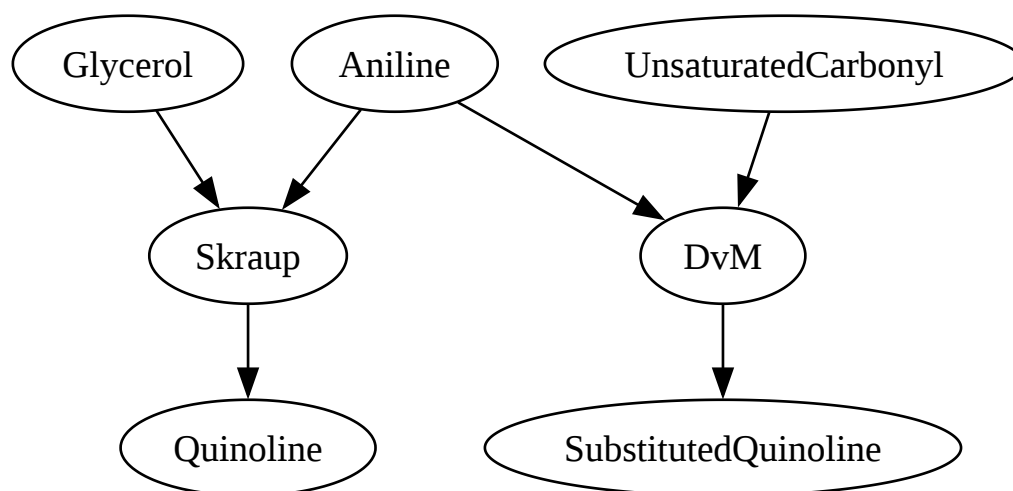 Glycerol
Aniline
UnsaturatedCarbonyl
Skraup
DvM
Quinoline
SubstitutedQuinoline